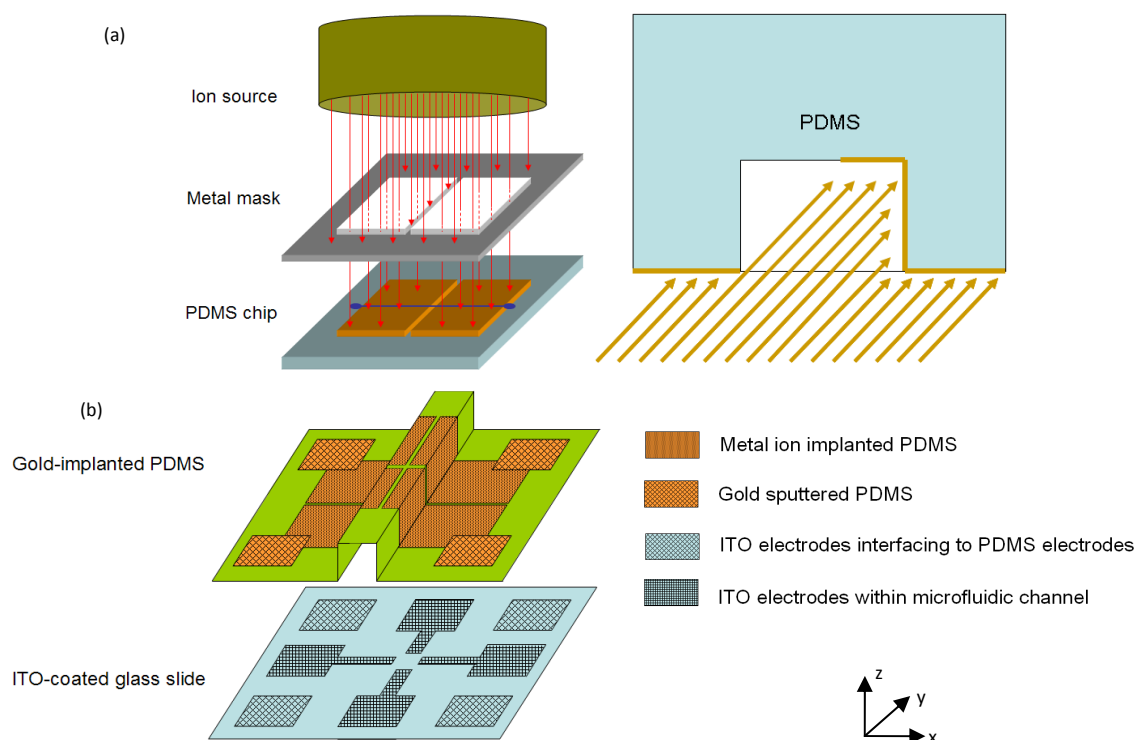 (a)
Ion source
Metal mask
PDMS chip
PDMS
(b)
Gold-implanted PDMS
ITO-coated glass slide
Metal ion implanted PDMS
Gold sputtered PDMS
ITO electrodes interfacing to PDMS electrodes
ITO electrodes within microfluidic channel
z
y
x